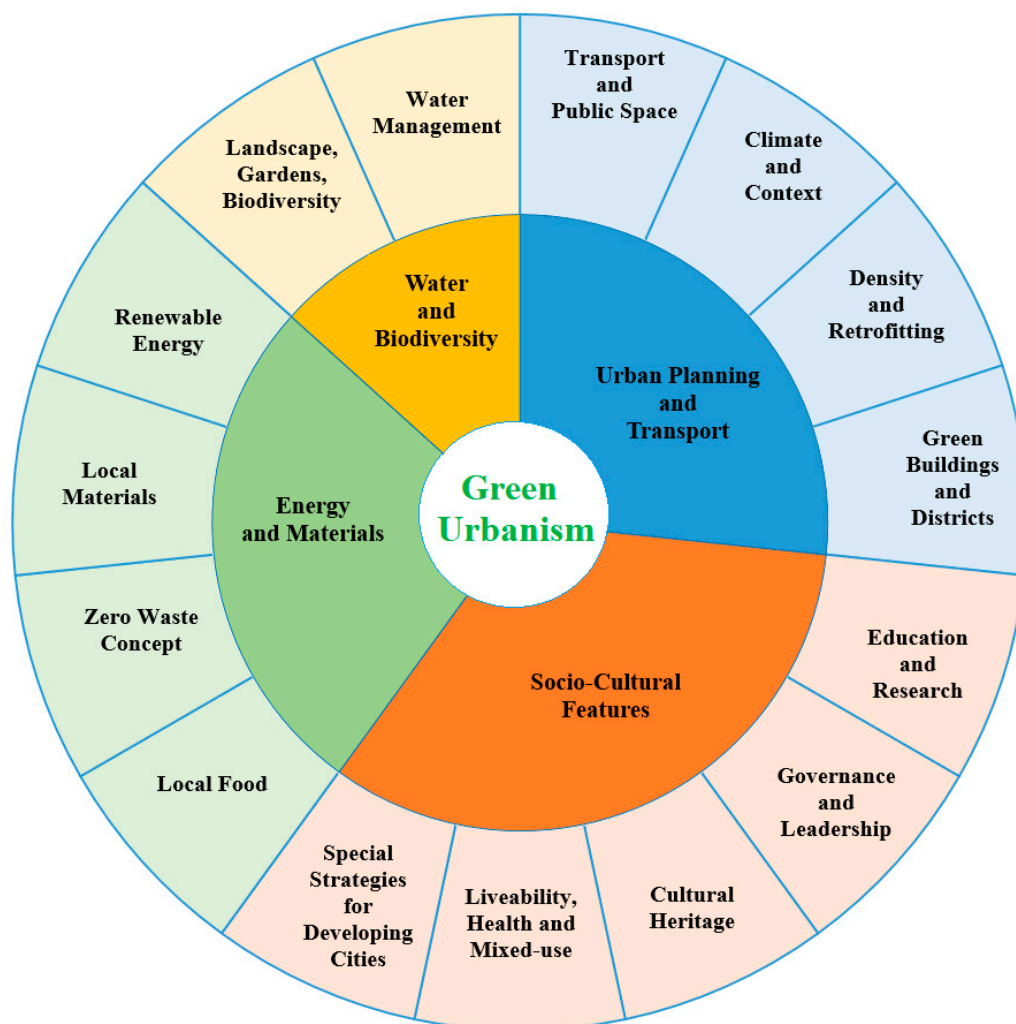 Transport
and
Public Space
Climate
and
Context
Density
and
Retrofitting
Green
Buildings
and
Districts
Education
and
Research
Governance
and
Leadership
Cultural
Heritage
Liveability,
Health and
Mixed-use
Special
Strategies
for
Developing
Cities
Local Food
Zero Waste
Concept
Local
Materials
Renewable
Energy
Landscape,
Gardens,
Biodiversity
Water
Management
Water
and
Biodiversity
Urban Planning
and
Transport
Socio-Cultural
Features
Energy
and Materials
Green
Urbanism